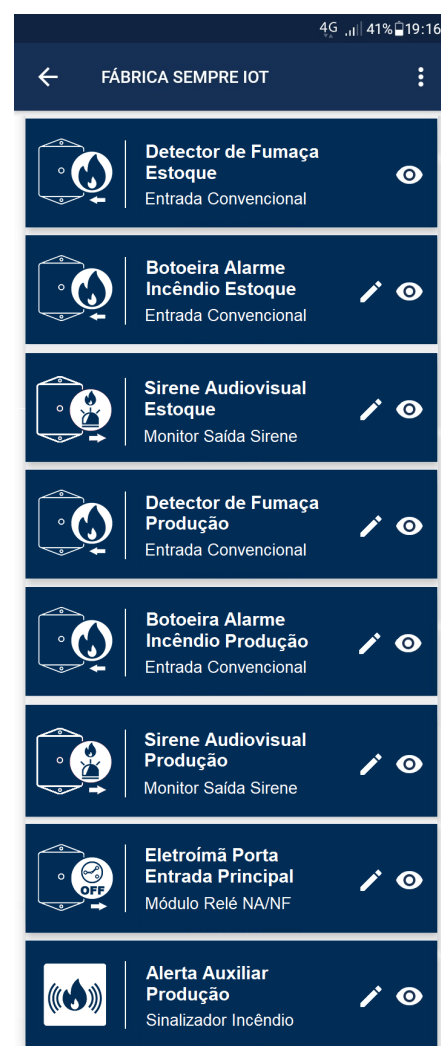 4G 41% 19:16
FÁBRICA SEMPRE IOT
Detector de Fumaça
Estoque
Entrada Convencional
Botoeira Alarme
Incêndio Estoque
Entrada Convencional
Sirene Audiovisual
Estoque
Monitor Saída Sirene
Detector de Fumaça
Produção
Entrada Convencional
Botoeira Alarme
Incêndio Produção
Entrada Convencional
Sirene Audiovisual
Produção
Monitor Saída Sirene
OFF
Eletroímã Porta
Entrada Principal
Módulo Relé NA/NF
Alerta Auxiliar
Produção
Sinalizador Incêndio